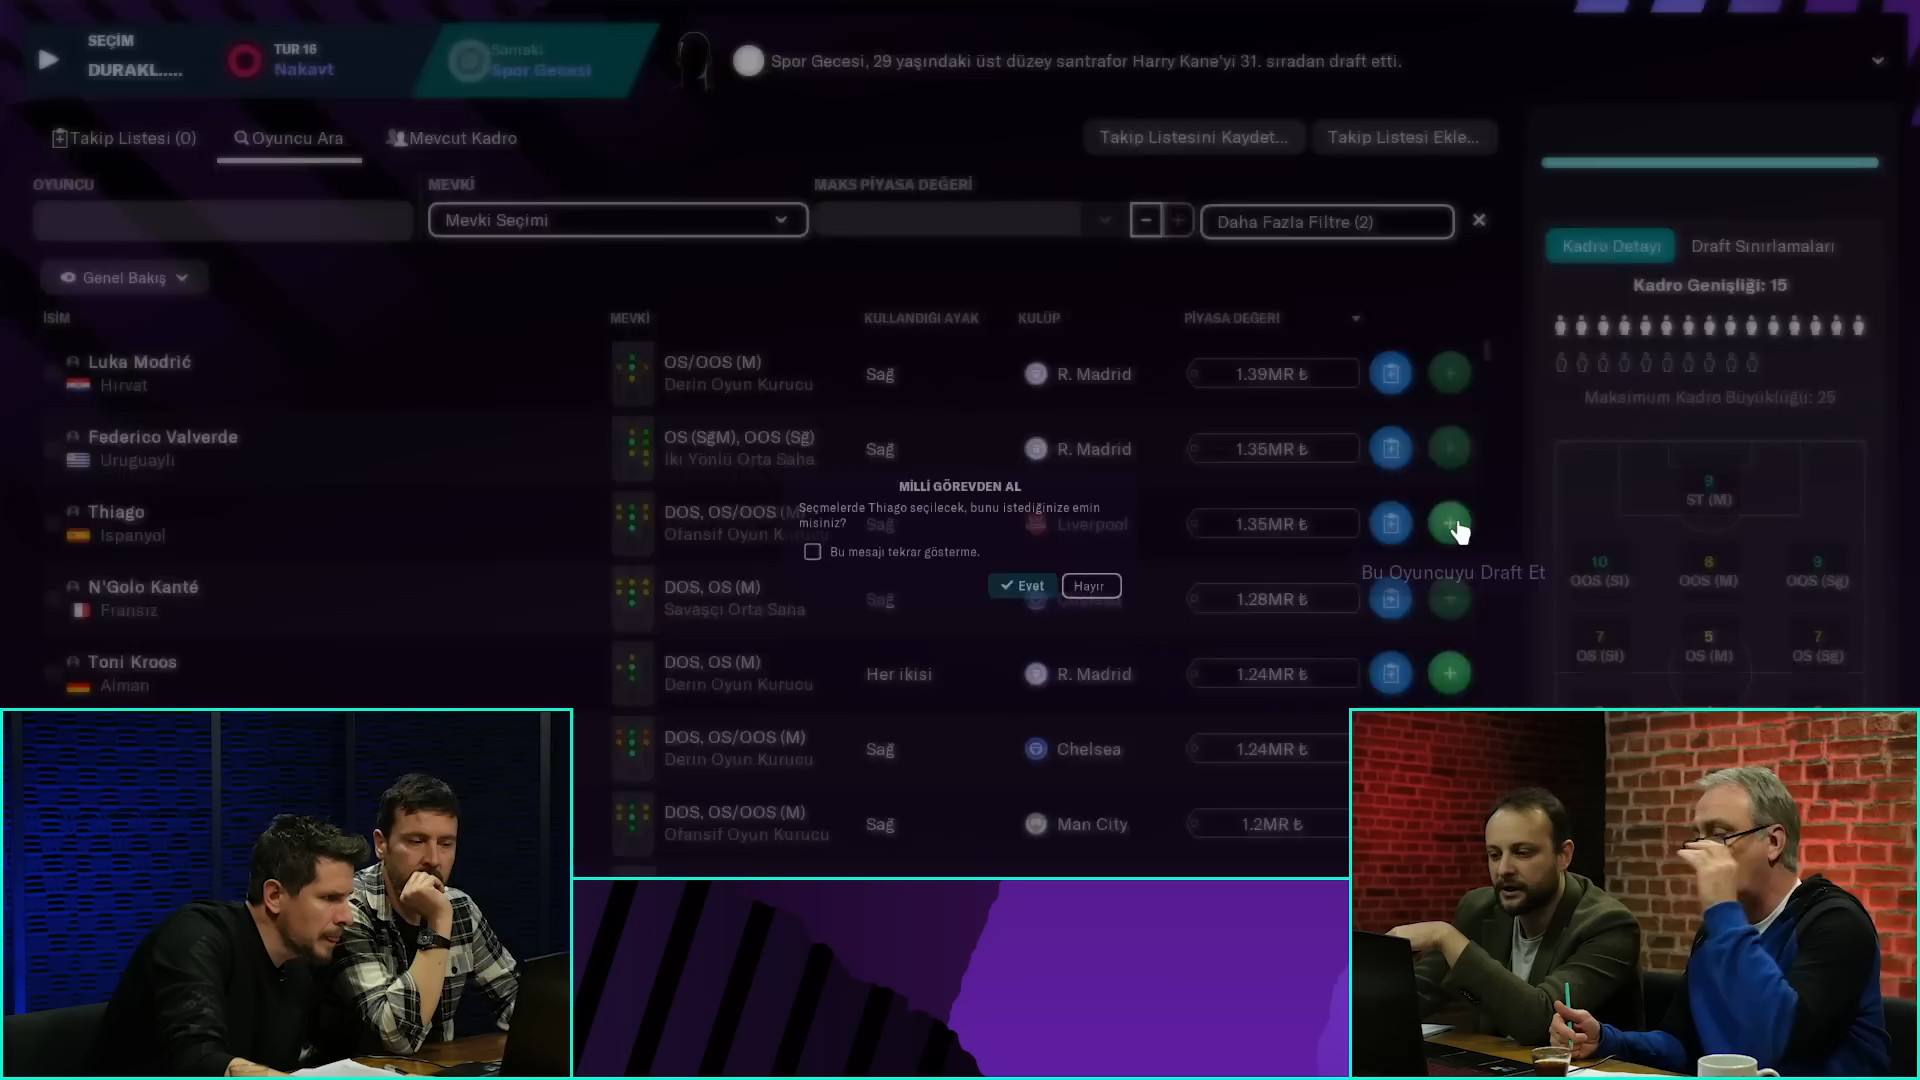 SEÇİM
DURAKL.....
TUR 16
Nakavt
Sonraki
Spor Gecesi
Spor Gecesi, 29 yaşındaki üst düzey santrafor Harry Kane'yi 31. sıradan draft etti.
Takip Listesi (0)
Oyuncu Ara
Mevcut Kadro
Takip Listesini Kaydet...
Takip Listesi Ekle...
OYUNCU
MEVKİ
MAKS PİYASA DEĞERİ
Mevki Seçimi
Daha Fazla Filtre (2)
Kadro Detayı
Draft Sınırlamaları
Genel Bakış
Kadro Genişliği: 15
Maksimum Kadro Büyüklüğü: 25
İSİM
MEVKİ
KULLANDIĞI AYAK
KULÜP
PİYASA DEĞERİ
Luka Modrić
Hırvat
OS/OOS (M)
Derin Oyun Kurucu
Sağ
R. Madrid
1.39MR ₺
Federico Valverde
Uruguaylı
OS (SğM), OOS (Sğ)
İki Yönlü Orta Saha
Sağ
R. Madrid
1.35MR ₺
MİLLİ GÖREVDEN AL
Seçmelerde Thiago seçilecek, bunu istediğinize emin
misiniz?
Bu mesajı tekrar gösterme.
Evet
Hayır
Thiago
İspanyol
DOS, OS/OOS (M)
Ofansif Oyun K
Sağ
Liverpool
1.35MR ₺
Bu Oyuncuyu Draft Et
N'Golo Kanté
Fransız
DOS, OS (M)
Savaşçı Orta Saha
Sağ
1.28MR ₺
Toni Kroos
Alman
DOS, OS (M)
Derin Oyun Kurucu
Her ikisi
R. Madrid
1.24MR ₺
DOS, OS/OOS (M)
Derin Oyun Kurucu
Sağ
Chelsea
1.24MR ₺
DOS, OS/OOS (M)
Ofansif Oyun Kurucu
Sağ
Man City
1.2MR ₺
9
ST (M)
10
OOS (Sl)
8
OOS (M)
9
OOS (Sğ)
7
OS (Sl)
5
OS (M)
7
OS (Sğ)